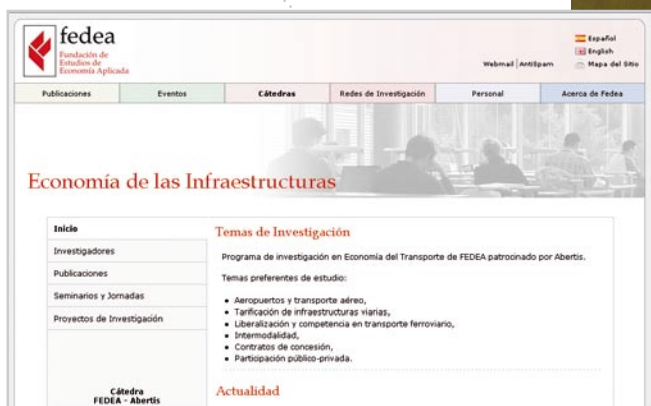 fedea
Fundación de
Estudios de
Economía Aplicada
Español
English
Webmail | AntiSpam
Mapa del Sitio
Publicaciones
Eventos
Cátedras
Redes de Investigación
Personal
Acerca de Fedea
Economía de las Infraestructuras
Inicio
Investigadores
Publicaciones
Seminarios y Jornadas
Proyectos de Investigación
Cátedra
FEDEA - Abertis
Temas de Investigación
Programa de investigación en Economía del Transporte de FEDEA patrocinado por Abertis.
Temas preferentes de estudio:
• Aeropuertos y transporte aéreo,
• Tarificación de infraestructuras viarias,
• Liberalización y competencia en transporte ferroviario,
• Intermodalidad,
• Contratos de concesión,
• Participación público-privada.
Actualidad